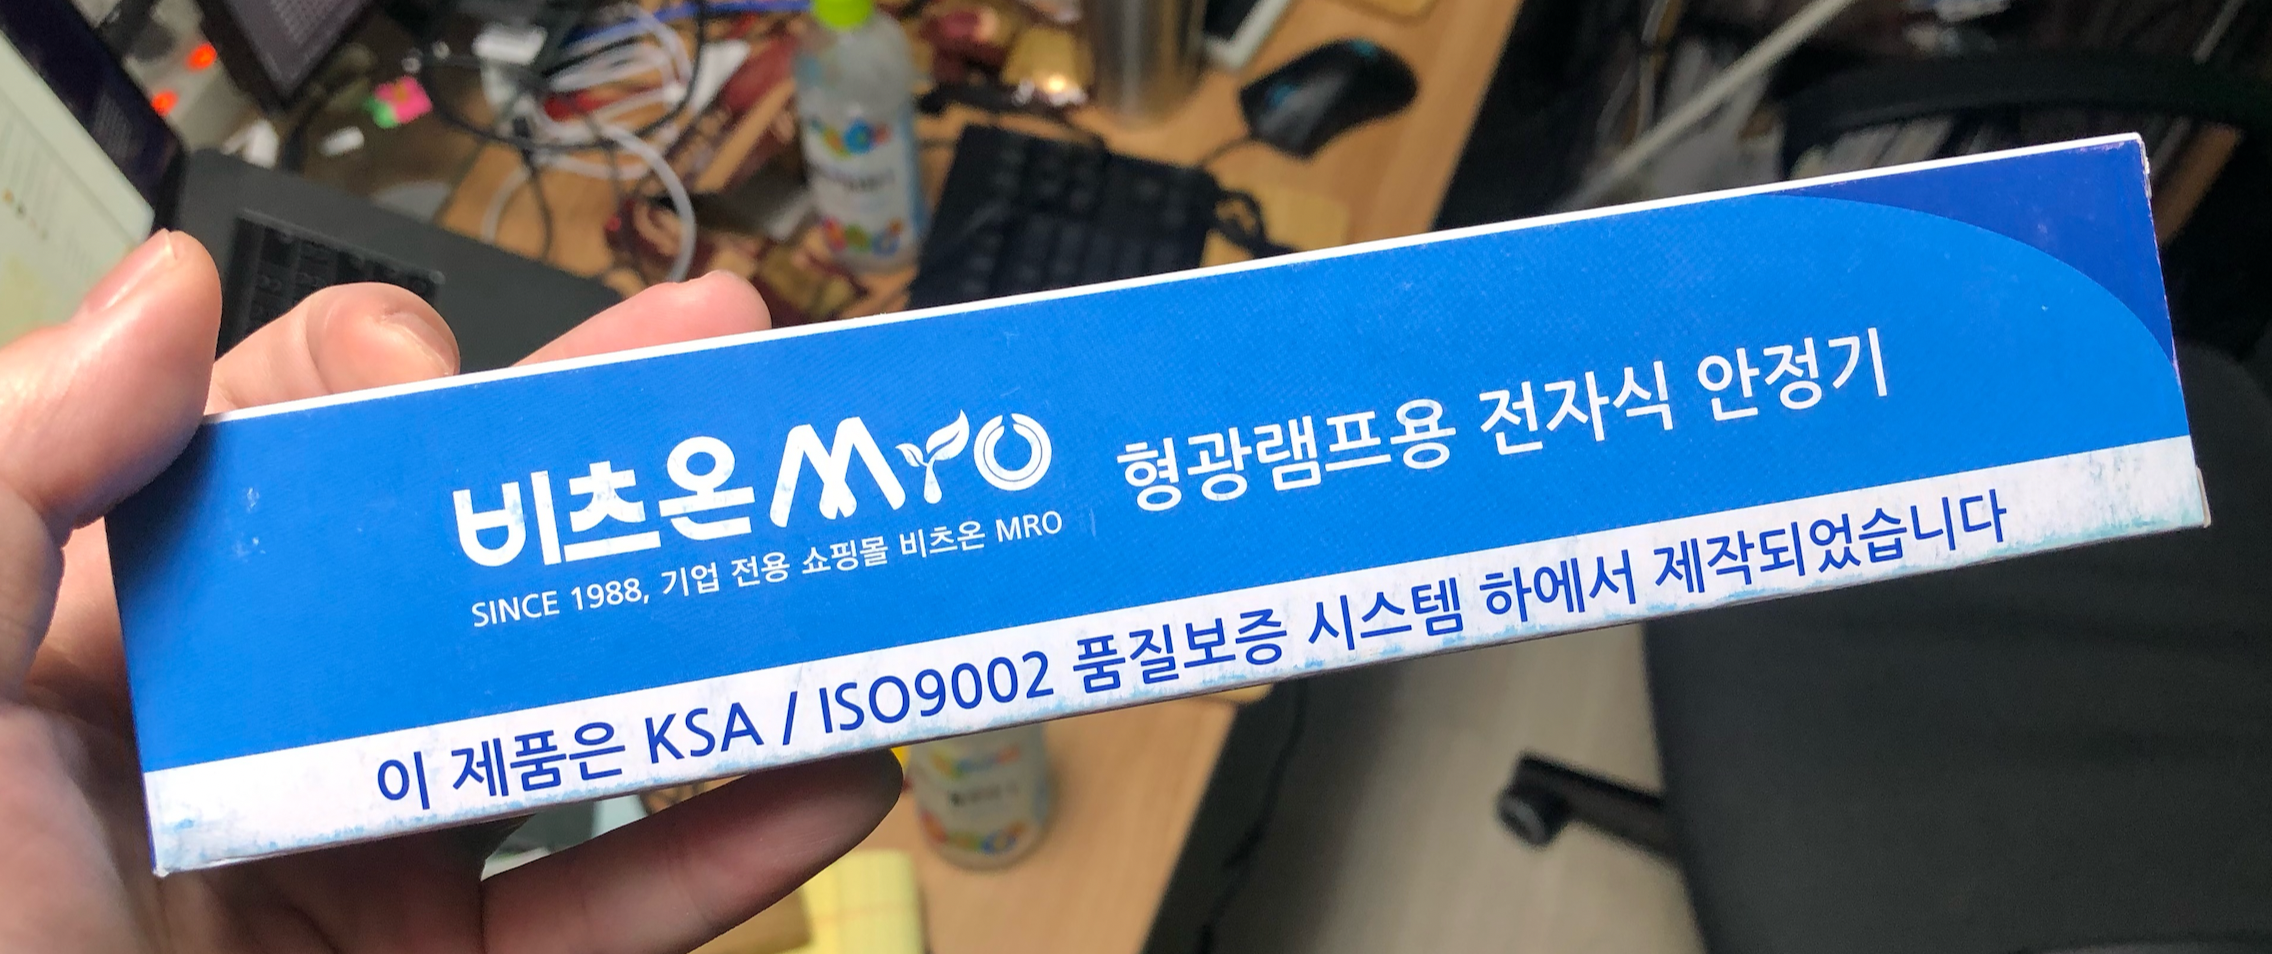 비츠온 Mro
SINCE 1988, 기업 전용 쇼핑몰 비츠온 MRO
형광램프용 전자식 안정기
이 제품은 KSA / ISO9002 품질보증 시스템 하에서 제작되었습니다